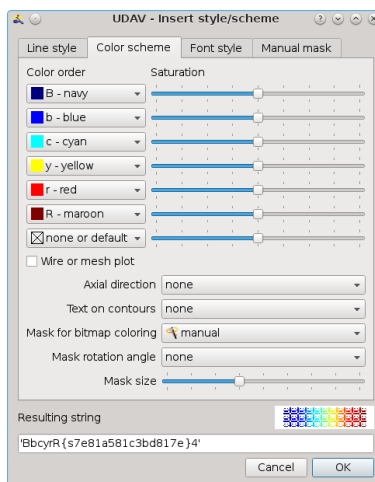 UDAV - Insert style/scheme
Line style Color scheme Font style Manual mask
Color order Saturation
B - navy
b - blue
c - cyan
y - yellow
r - red
R - maroon
none or default
Wire or mesh plot
Axial direction none
Text on contours none
Mask for bitmap coloring manual
Mask rotation angle none
Mask size
Resulting string
'BbcyrR{s7e81a581c3bd817e}4'
Cancel OK